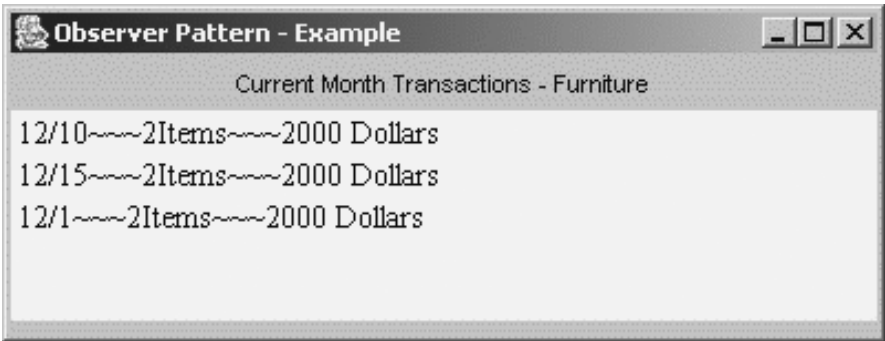 Observer Pattern - Example
Current Month Transactions - Furniture
12/10~~~2Items~~~2000 Dollars
12/15~~~2Items~~~2000 Dollars
12/1~~~2Items~~~2000 Dollars